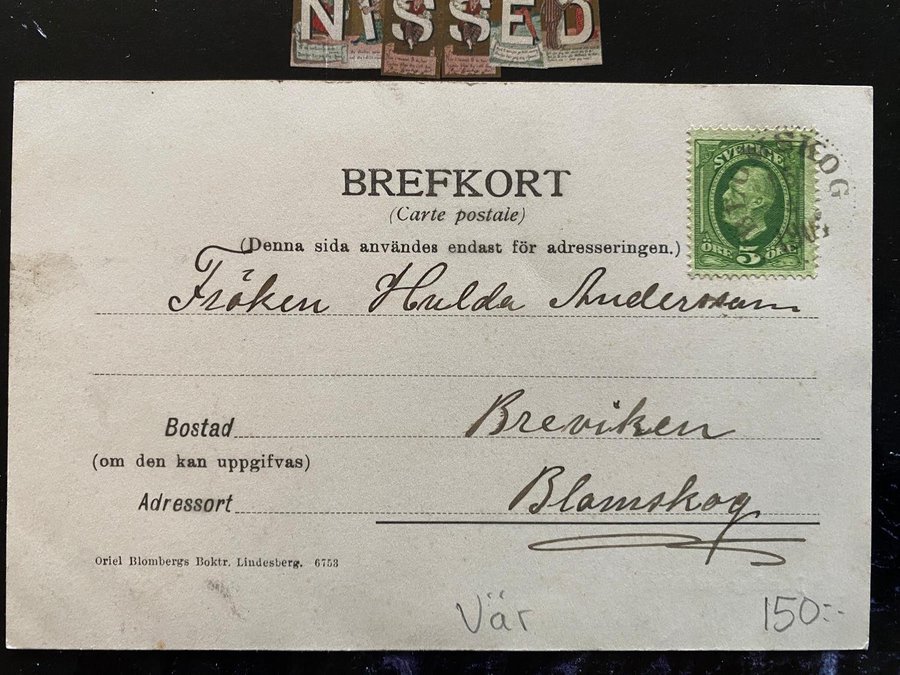 NISSED
BREFKORT
(Carte postale)
(Denna sida användes endast för adresseringen.)
SVERIGE
ÖRE 5 ÖRE
Fröken Hulda Andersson
Bostad Breviken
(om den kan uppgifvas)
Adressort Blomskog
Oriel Blombergs Boktr. Lindesberg. 6753
Vär 150:-